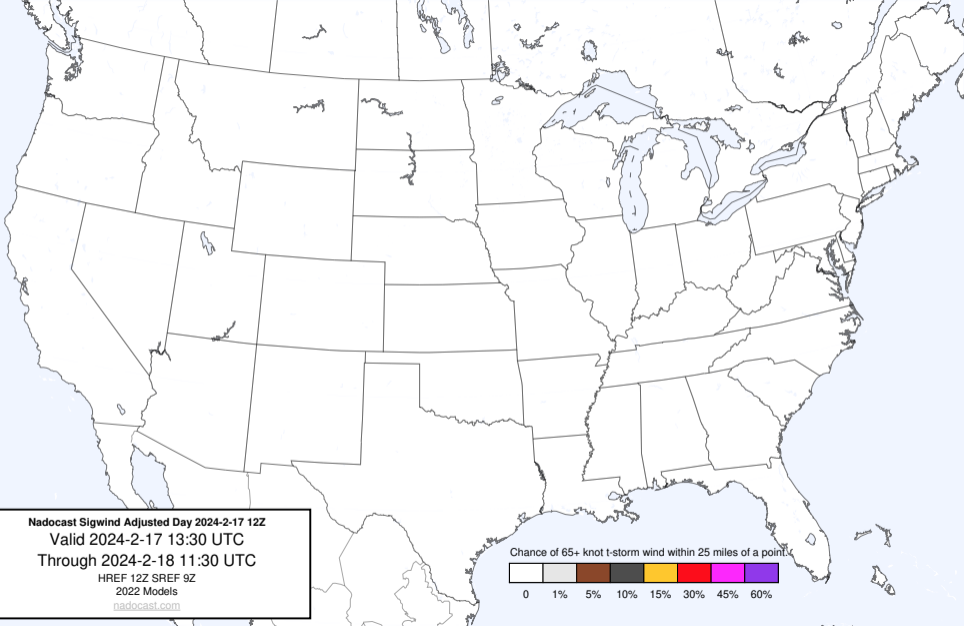 Nadocast Sigwind Adjusted Day 2024-2-17 12Z
Valid 2024-2-17 13:30 UTC
Through 2024-2-18 11:30 UTC
HREF 12Z SREF 9Z
2022 Models
nadocast.com
Chance of 65+ knot t-storm wind within 25 miles of a point.
0 1% 5% 10% 15% 30% 45% 60%